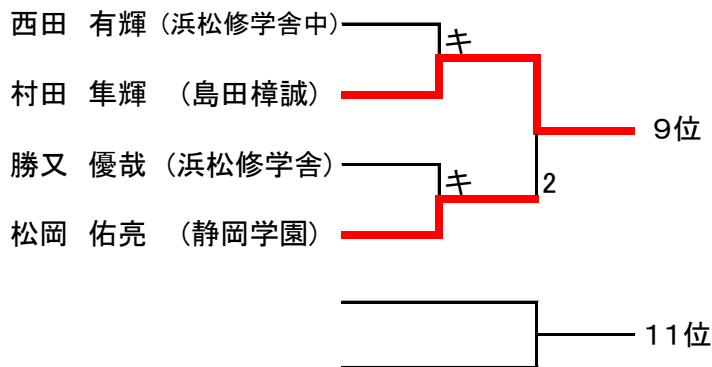 西田 有輝 (浜松修学舎中)
キ
村田 隼輝 (島田樟誠)
9位
勝又 優哉 (浜松修学舎)
キ
2
松岡 佑亮 (静岡学園)
11位